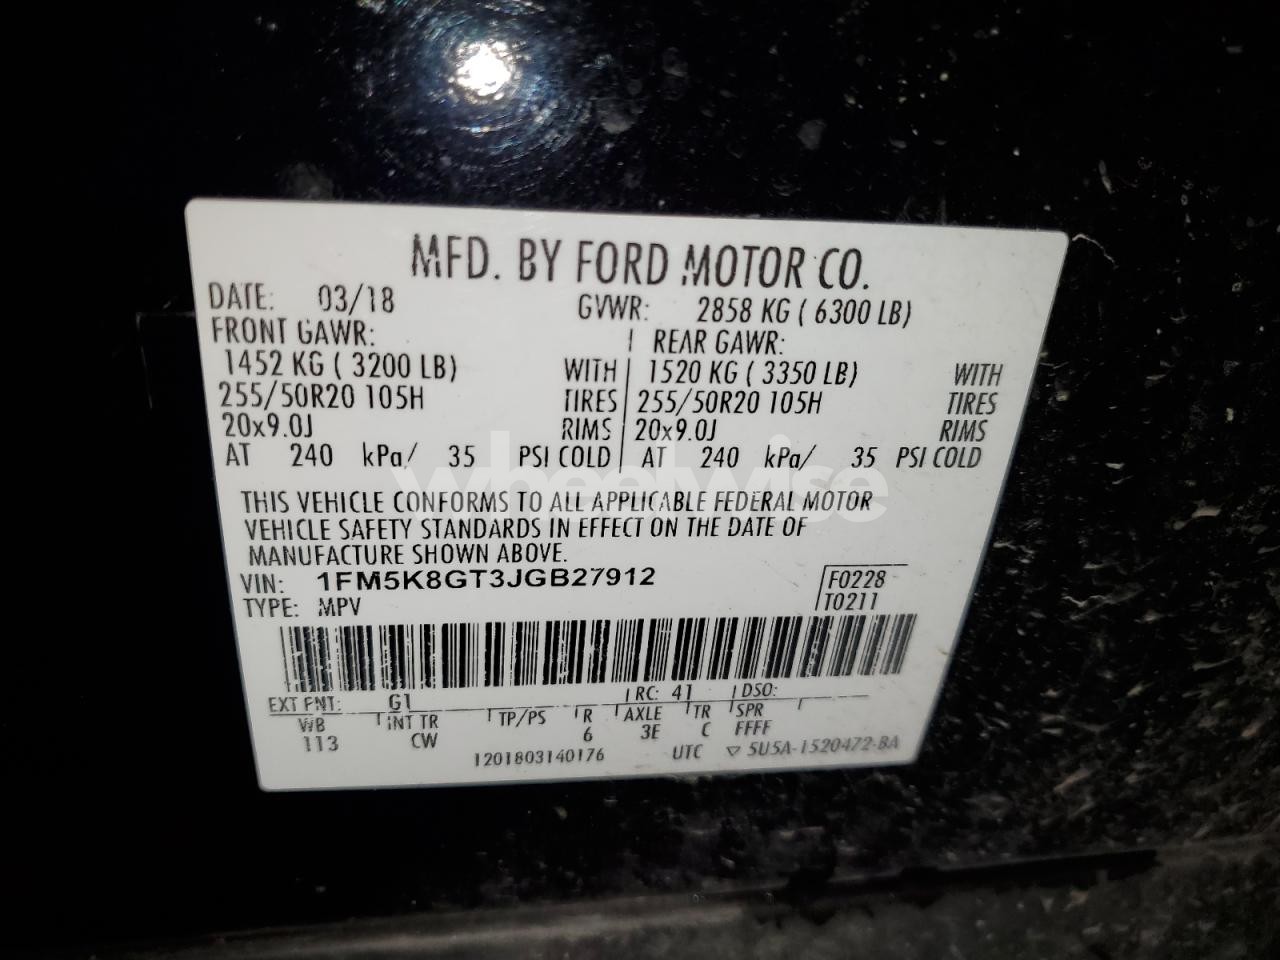 MFD. BY FORD MOTOR CO.
DATE: 03/18 GVWR: 2858 KG ( 6300 LB)
FRONT GAWR: REAR GAWR:
1452 KG ( 3200 LB) WITH 1520 KG ( 3350 LB) WITH
255/50R20 105H TIRES 255/50R20 105H TIRES
20x9.0J RIMS 20x9.0J RIMS
AT 240 kPa/ 35 PSI COLD AT 240 kPa/ 35 PSI COLD
wheelwise
THIS VEHICLE CONFORMS TO ALL APPLICABLE FEDERAL MOTOR
VEHICLE SAFETY STANDARDS IN EFFECT ON THE DATE OF
MANUFACTURE SHOWN ABOVE.
VIN: 1FM5K8GT3JGB27912 F0228
TYPE: MPV T0211
EXT PNT: G1 RC: 41 DSO:
WB INT TR TP/PS R AXLE TR SPR
113 CW 6 3E C FFFF
1201803140176 UTC ▽ 5U5A-1520472-BA